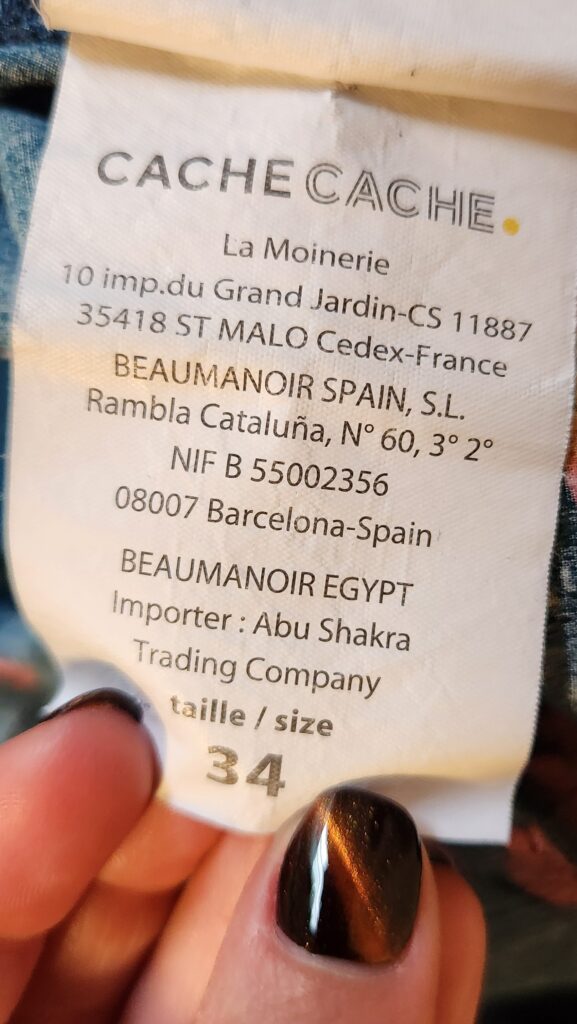 CACHE CACHE.
La Moinerie
10 imp.du Grand Jardin-CS 11887
35418 ST MALO Cedex-France
BEAUMANOIR SPAIN, S.L.
Rambla Cataluña, N° 60, 3° 2°
NIF B 55002356
08007 Barcelona-Spain
BEAUMANOIR EGYPT
Importer : Abu Shakra
Trading Company
taille / size
34